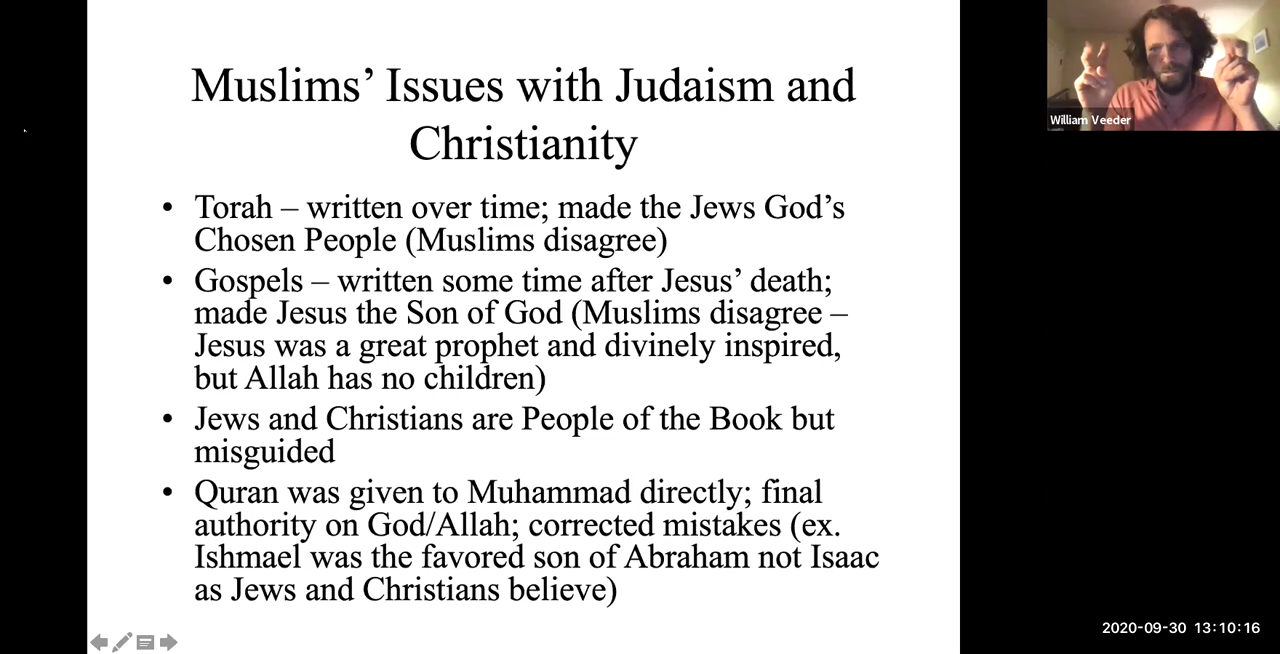 Muslims’ Issues with Judaism and
Christianity
• Torah – written over time; made the Jews God’s
Chosen People (Muslims disagree)
• Gospels – written some time after Jesus’ death;
made Jesus the Son of God (Muslims disagree –
Jesus was a great prophet and divinely inspired,
but Allah has no children)
• Jews and Christians are People of the Book but
misguided
• Quran was given to Muhammad directly; final
authority on God/Allah; corrected mistakes (ex.
Ishmael was the favored son of Abraham not Isaac
as Jews and Christians believe)
William Veeder
2020-09-30 13:10:16